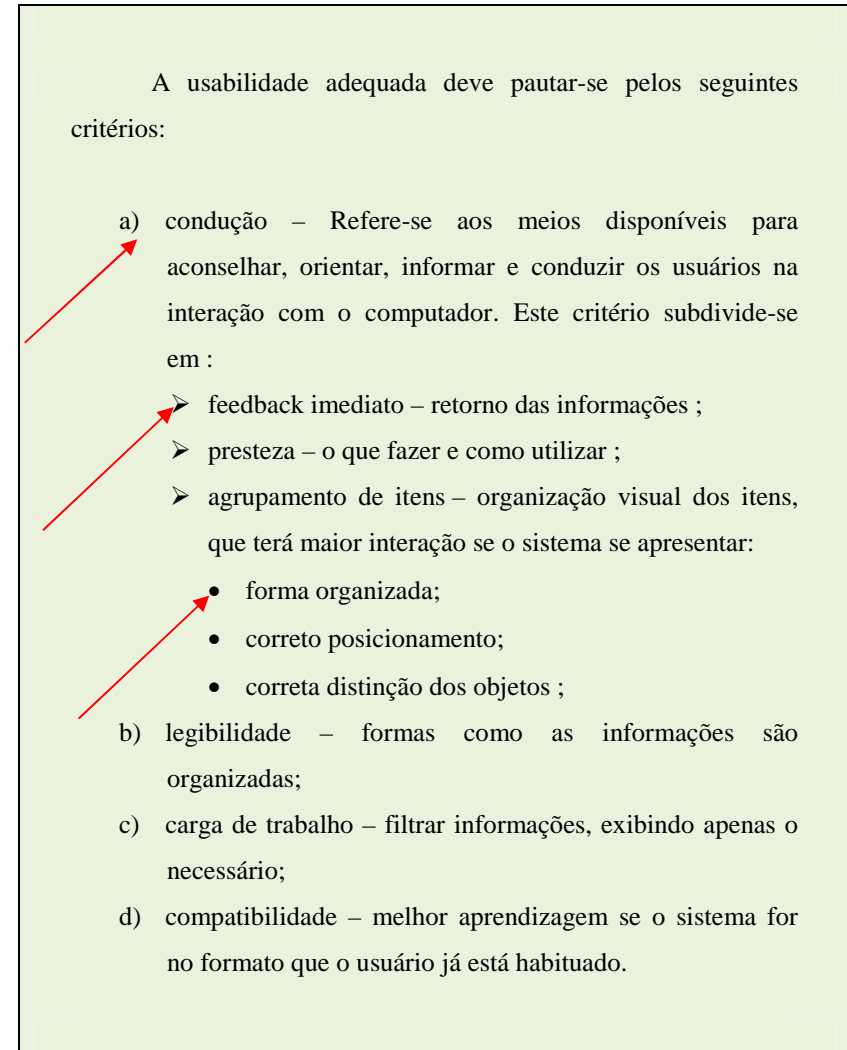 A usabilidade adequada deve pautar-se pelos seguintes
critérios:
a) condução – Refere-se aos meios disponíveis para
aconselhar, orientar, informar e conduzir os usuários na
interação com o computador. Este critério subdivide-se
em :
➢ feedback imediato – retorno das informações ;
➢ presteza – o que fazer e como utilizar ;
➢ agrupamento de itens – organização visual dos itens,
que terá maior interação se o sistema se apresentar:
• forma organizada;
• correto posicionamento;
• correta distinção dos objetos ;
b) legibilidade – formas como as informações são
organizadas;
c) carga de trabalho – filtrar informações, exibindo apenas o
necessário;
d) compatibilidade – melhor aprendizagem se o sistema for
no formato que o usuário já está habituado.